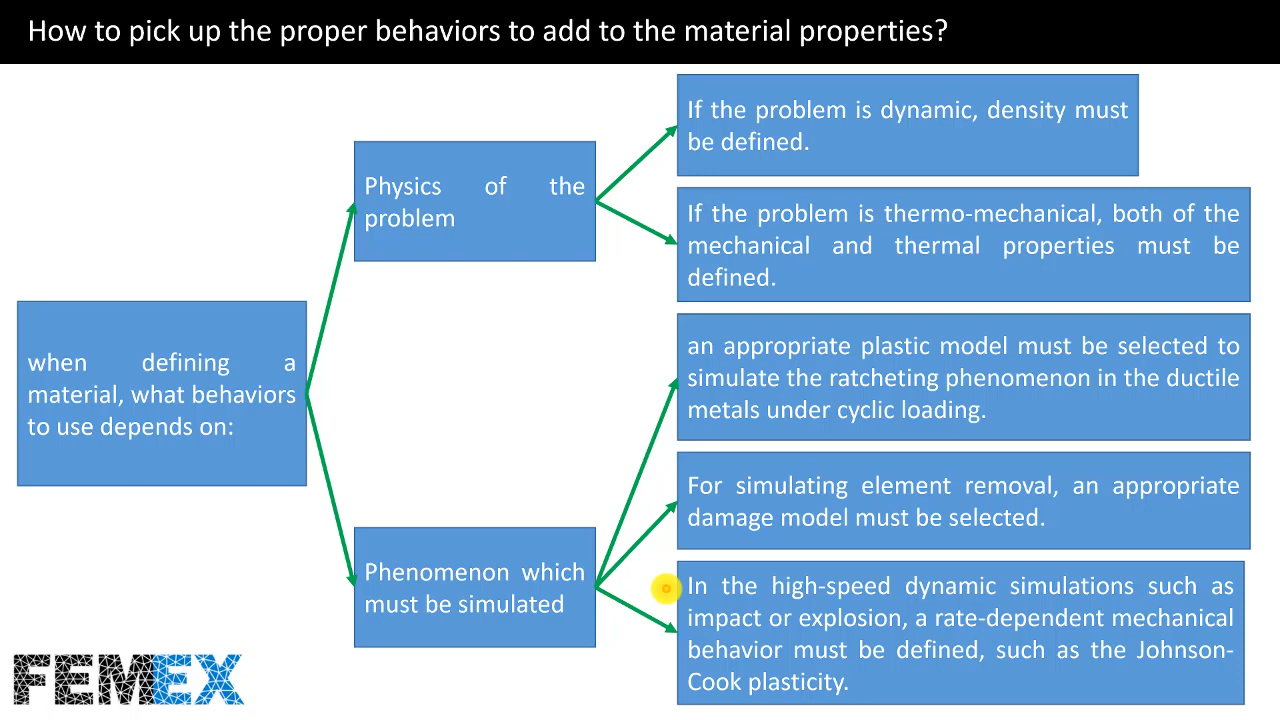 How to pick up the proper behaviors to add to the material properties?
when defining a
material, what behaviors
to use depends on:
Physics of the
problem
If the problem is dynamic, density must
be defined.
If the problem is thermo-mechanical, both of the
mechanical and thermal properties must be
defined.
Phenomenon which
must be simulated
an appropriate plastic model must be selected to
simulate the ratcheting phenomenon in the ductile
metals under cyclic loading.
For simulating element removal, an appropriate
damage model must be selected.
In the high-speed dynamic simulations such as
impact or explosion, a rate-dependent mechanical
behavior must be defined, such as the Johnson-
Cook plasticity.
FEMEX